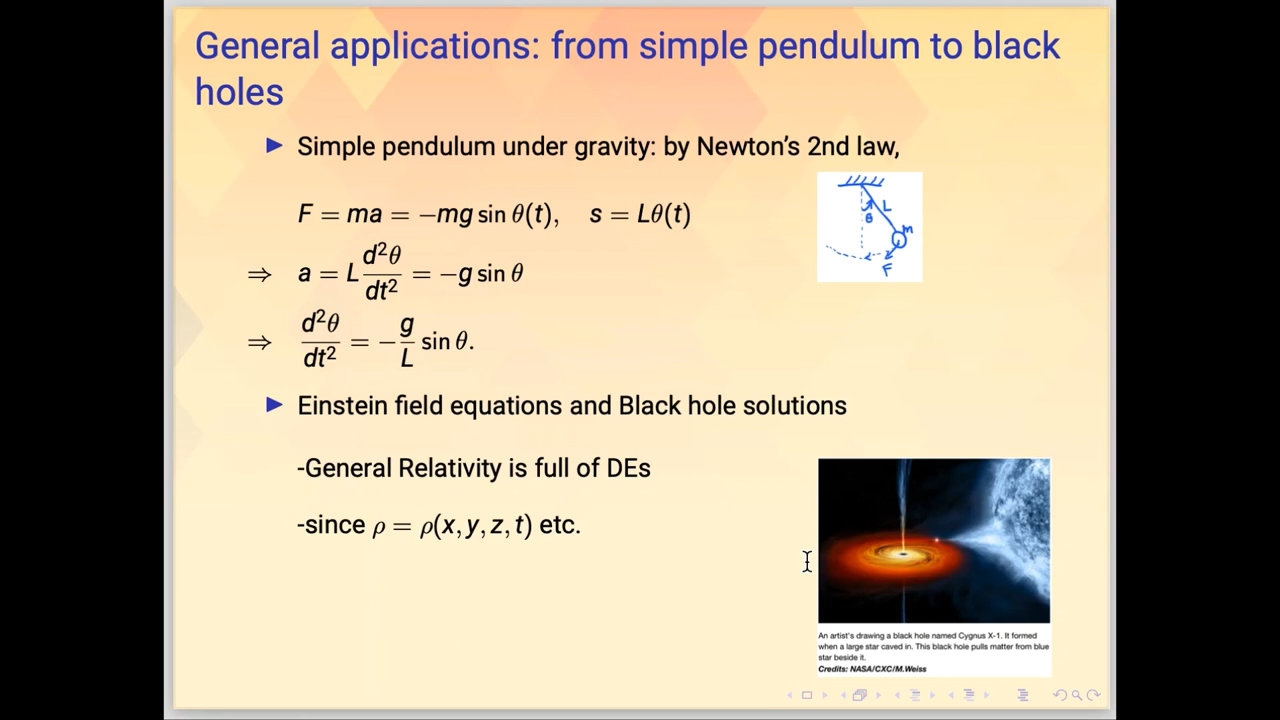 General applications: from simple pendulum to black
holes
▶ Simple pendulum under gravity: by Newton's 2nd law,
F = ma = −mg sin θ(t),   s = Lθ(t)
⇒ a = L d²θ/dt² = −g sin θ
⇒ d²θ/dt² = −g/L sin θ.
θ
L
m
F
▶ Einstein field equations and Black hole solutions
-General Relativity is full of DEs
-since ρ = ρ(x, y, z, t) etc.
An artist's drawing a black hole named Cygnus X-1. It formed
when a large star caved in. This black hole pulls matter from blue
star beside it.
Credits: NASA/CXC/M.Weiss